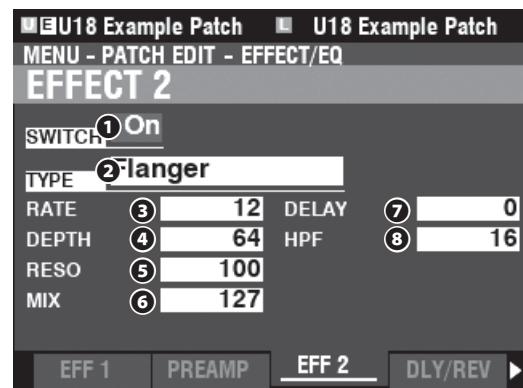 U E U18 Example Patch L U18 Example Patch
MENU - PATCH EDIT - EFFECT/EQ
EFFECT 2
SWITCH 1 On
TYPE 2 Flanger
RATE 3 12 DELAY 7 0
DEPTH 4 64 HPF 8 16
RESO 5 100
MIX 6 127
EFF 1 PREAMP EFF 2 DLY/REV